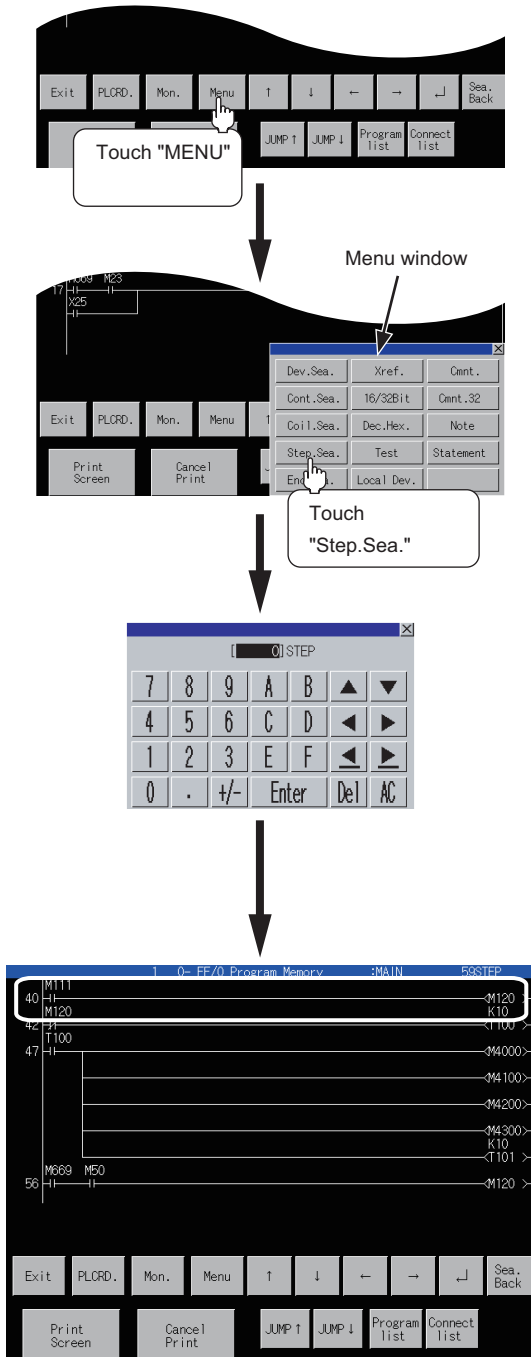 Exit PLCRD. Mon. Menu ↑ ↓ ← → ↵ Sea. Back
Touch "MENU"
JUMP↑ JUMP↓ Program list Connect list
Menu window
M23
17
X25
Dev.Sea. Xref. Cmnt.
Cont.Sea. 16/32Bit Cmnt.32
Exit PLCRD. Mon. Menu
Coil.Sea. Dec.Hex. Note
Step.Sea. Test Statement
Print Screen Cancel Print
Local Dev.
Touch
"Step.Sea."
[ 0] STEP
7 8 9 A B ▲ ▼
4 5 6 C D ◀ ▶
1 2 3 E F ◀ ▶
0 . +/- Enter Del AC
1 0- FF/0 Program Memory :MAIN 59STEP
M111
40 M120
M120 K10
42 T100
T100
47 M4000
M4100
M4200
M4300
K10
T101
M669 M50
56 M120
Exit PLCRD. Mon. Menu ↑ ↓ ← → ↵ Sea. Back
Print Screen Cancel Print JUMP↑ JUMP↓ Program list Connect list